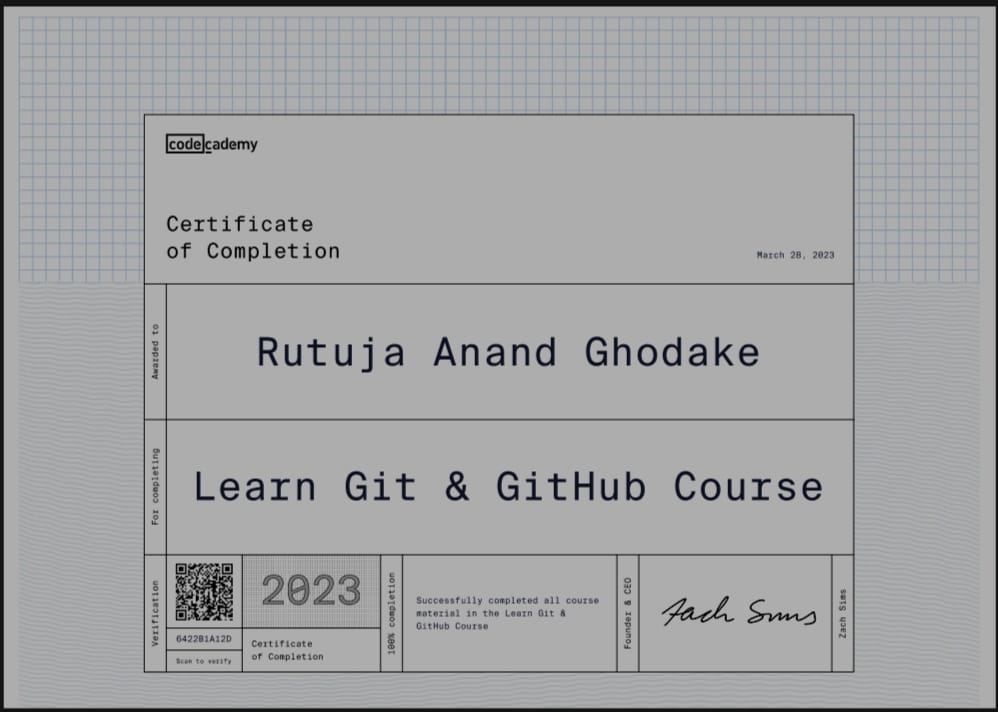 codecademy
Certificate
of Completion
March 28, 2023
Awarded to
Rutuja Anand Ghodake
For completing
Learn Git & GitHub Course
Verification
6422B1A12D
Scan to verify
2023
Certificate
of Completion
100% completion
Successfully completed all course
material in the Learn Git &
GitHub Course
Founder & CEO
Zach Sims
Zach Sims